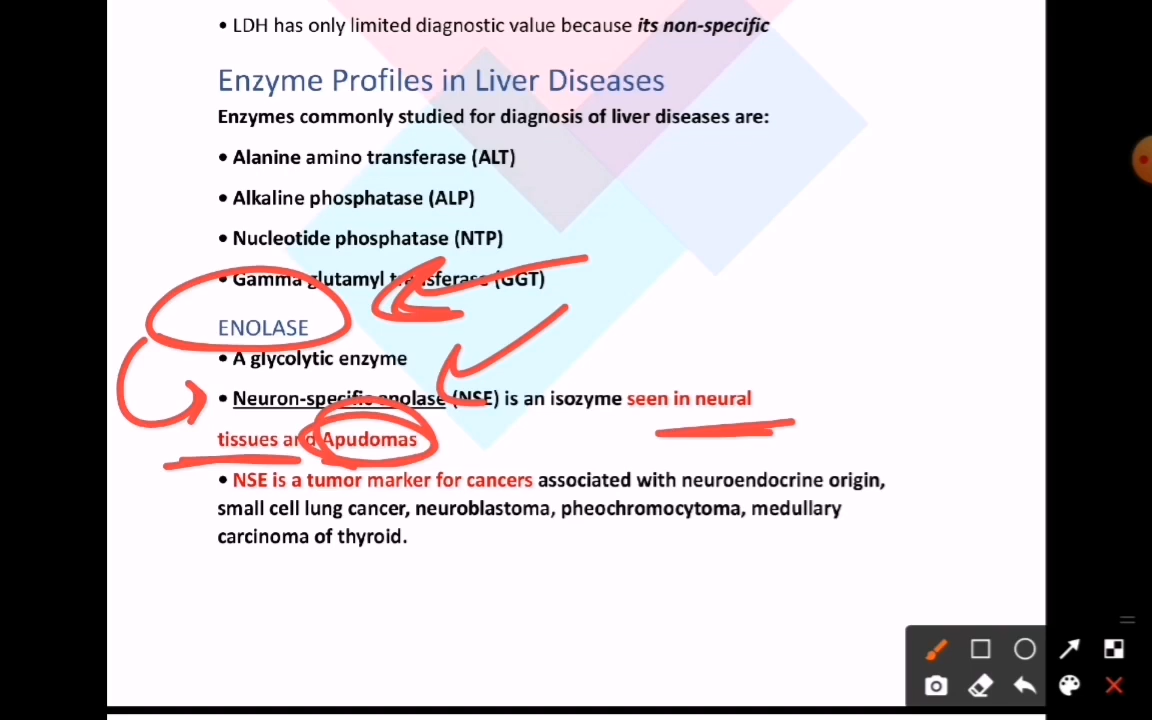 • LDH has only limited diagnostic value because its non-specific
Enzyme Profiles in Liver Diseases
Enzymes commonly studied for diagnosis of liver diseases are:
• Alanine amino transferase (ALT)
• Alkaline phosphatase (ALP)
• Nucleotide phosphatase (NTP)
• Gamma glutamyl transferase (GGT)
ENOLASE
• A glycolytic enzyme
• Neuron-specific enolase (NSE) is an isozyme seen in neural
tissues and Apudomas
• NSE is a tumor marker for cancers associated with neuroendocrine origin,
small cell lung cancer, neuroblastoma, pheochromocytoma, medullary
carcinoma of thyroid.